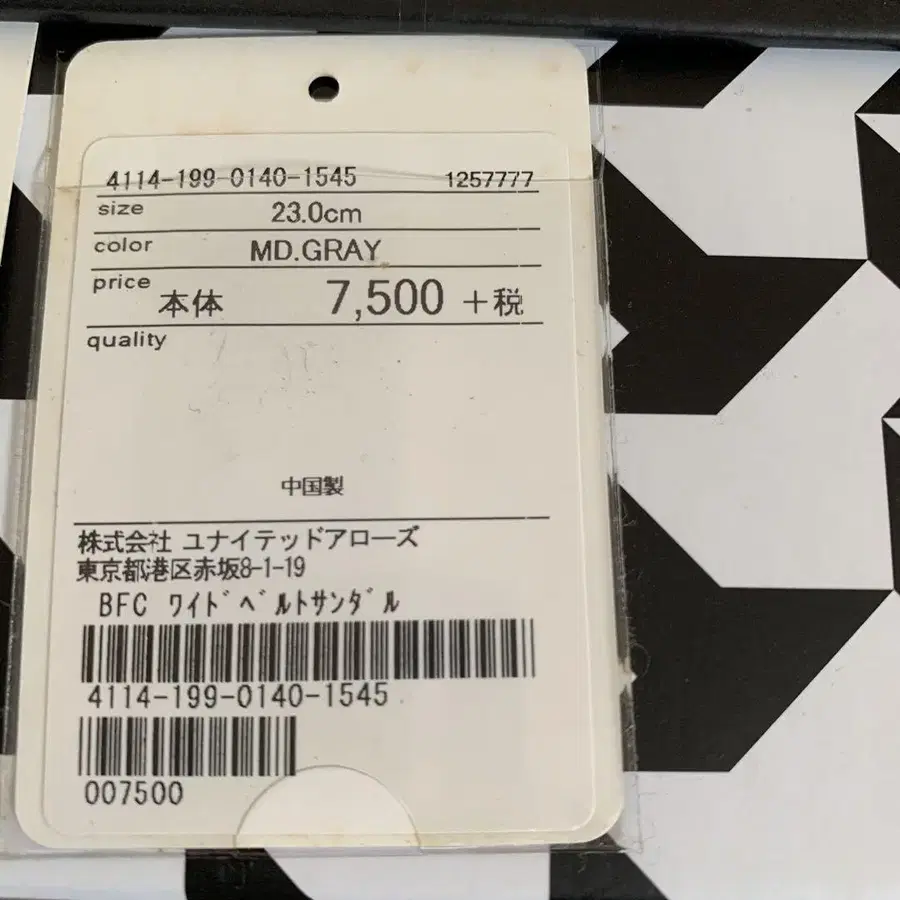 4114-199-0140-1545 1257777
size 23.0cm
color MD.GRAY
price 本体 7,500 +税
quality
中国製
株式会社 ユナイテッドアローズ
東京都港区赤坂8-1-19
BFC ワイドベルトサンダル
4114-199-0140-1545
007500